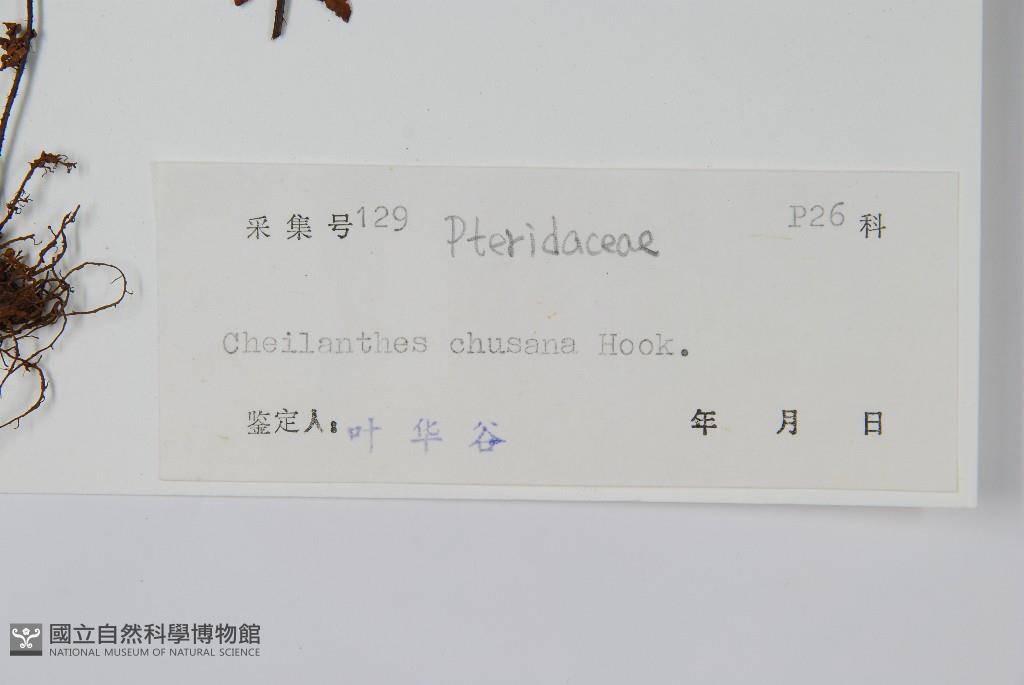 采集号129 Pteridaceae P26 科
Cheilanthes chusana Hook.
鉴定人: 叶华谷 年 月 日
國立自然科學博物館
NATIONAL MUSEUM OF NATURAL SCIENCE